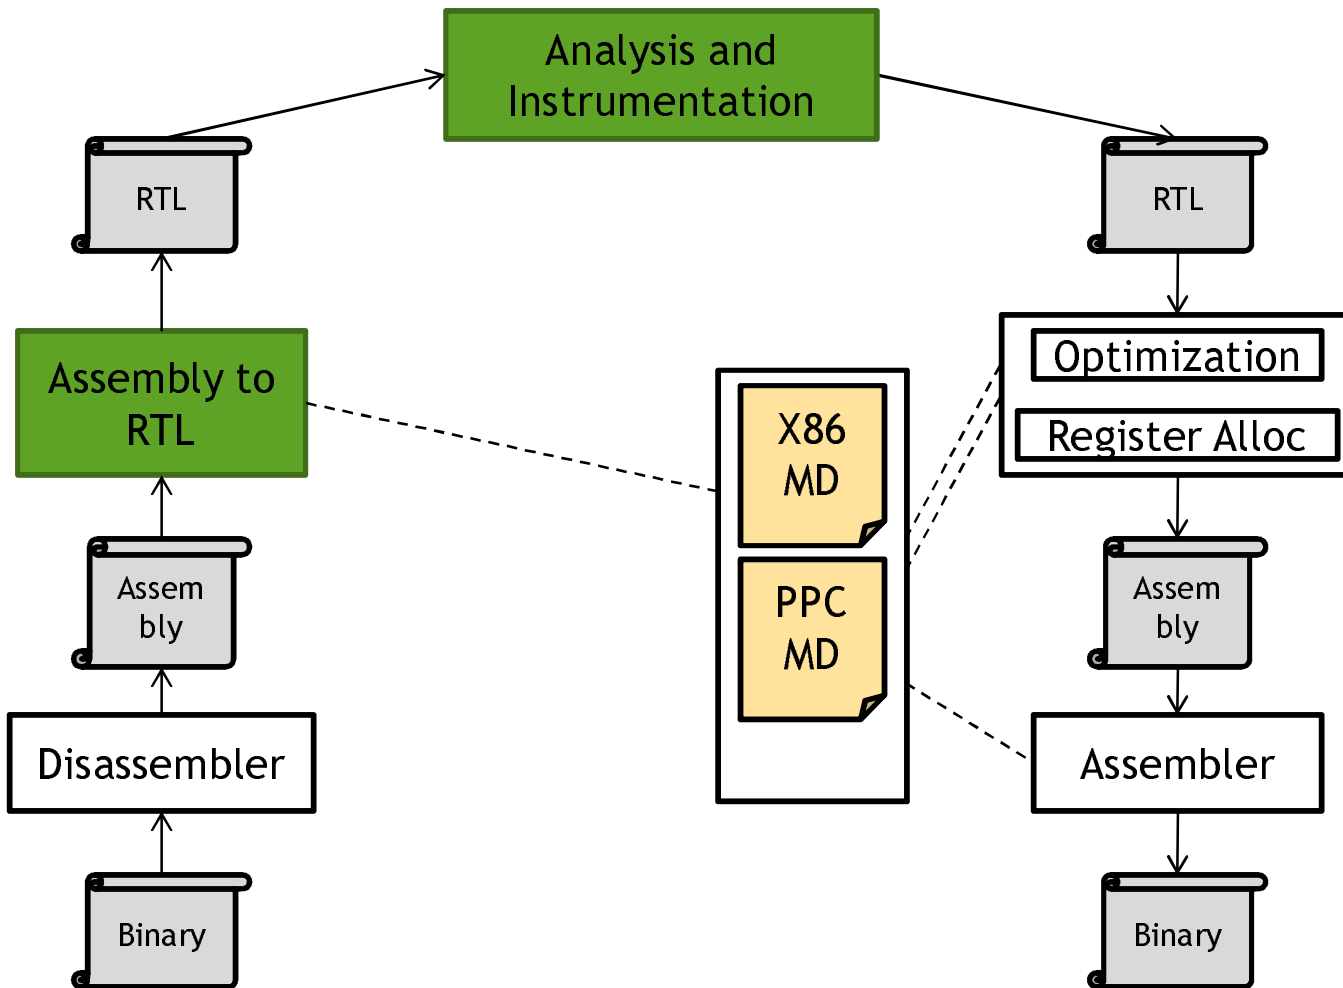 Analysis and
Instrumentation
RTL
RTL
Assembly to
RTL
Optimization
Register Alloc
X86
MD
PPC
MD
Assem
bly
Assem
bly
Disassembler
Assembler
Binary
Binary